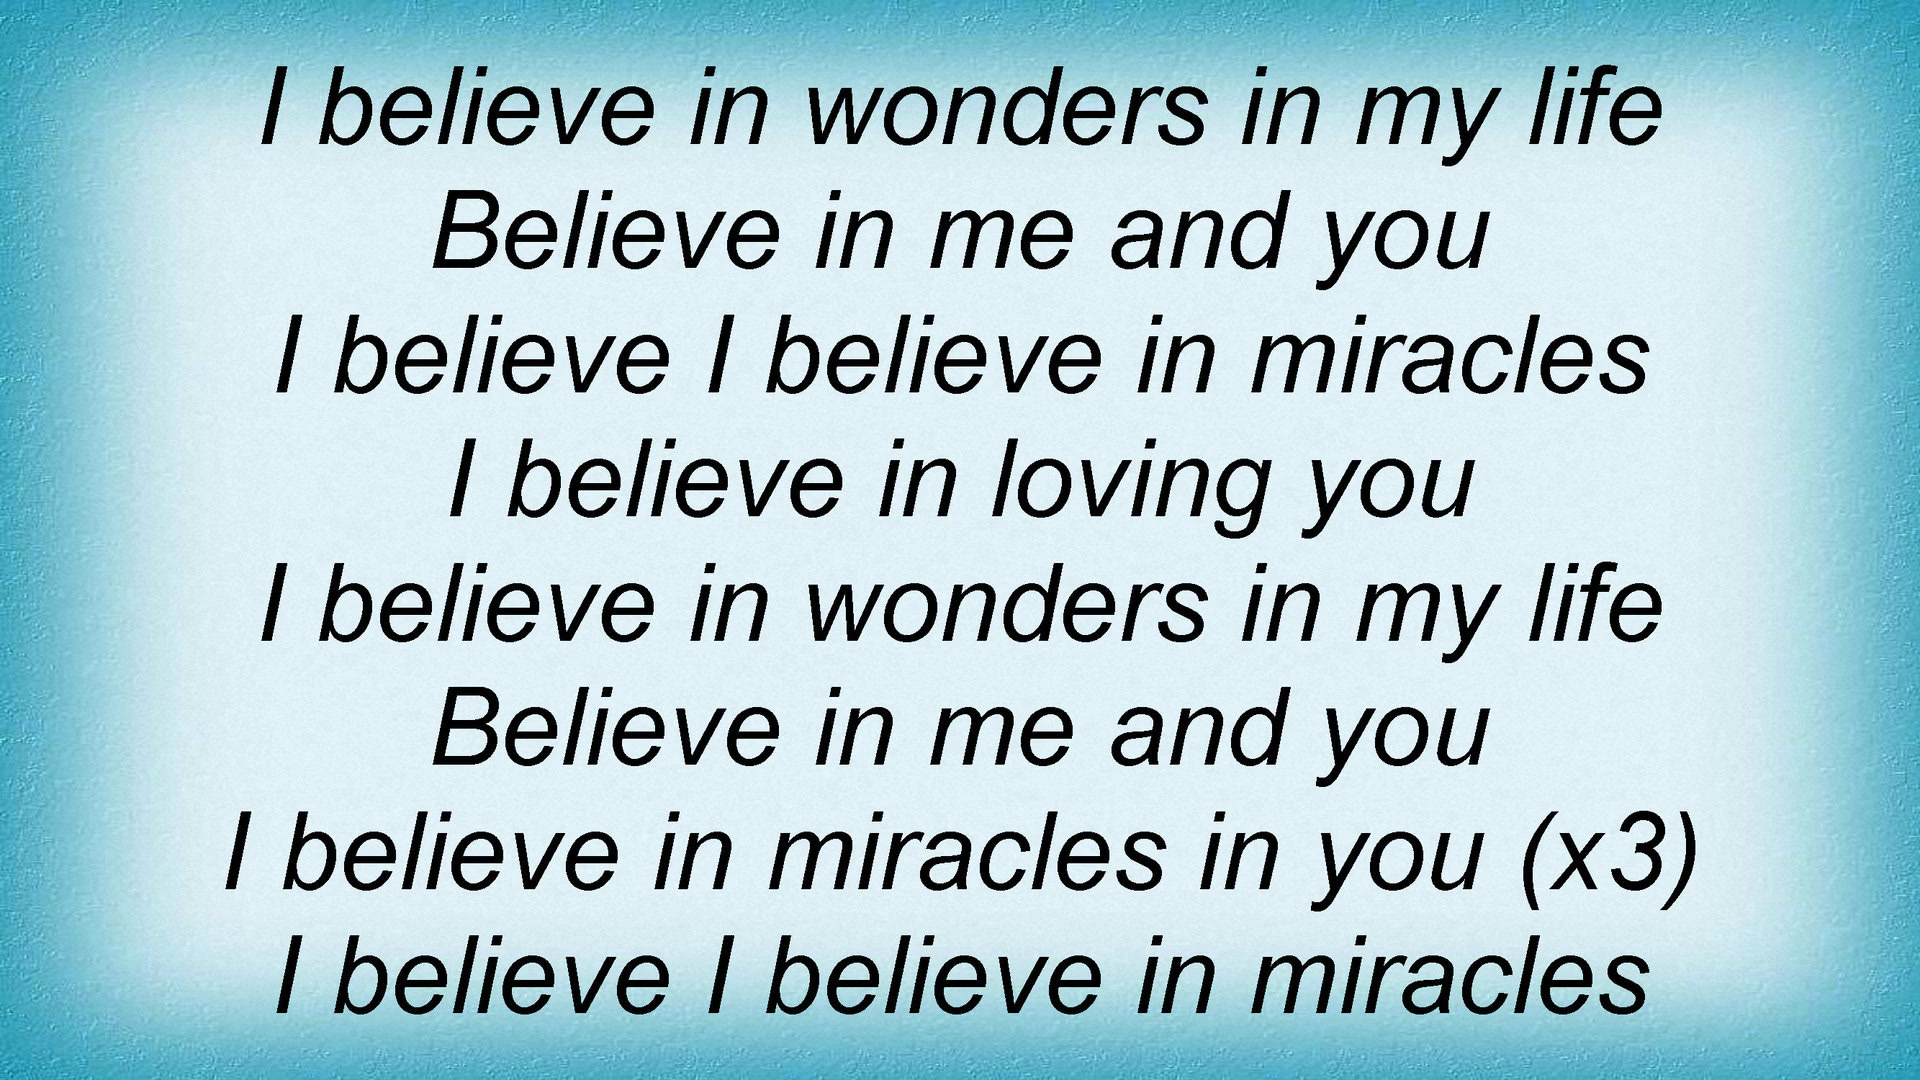 I believe in wonders in my life
Believe in me and you
I believe I believe in miracles
I believe in loving you
I believe in wonders in my life
Believe in me and you
I believe in miracles in you (x3)
I believe I believe in miracles